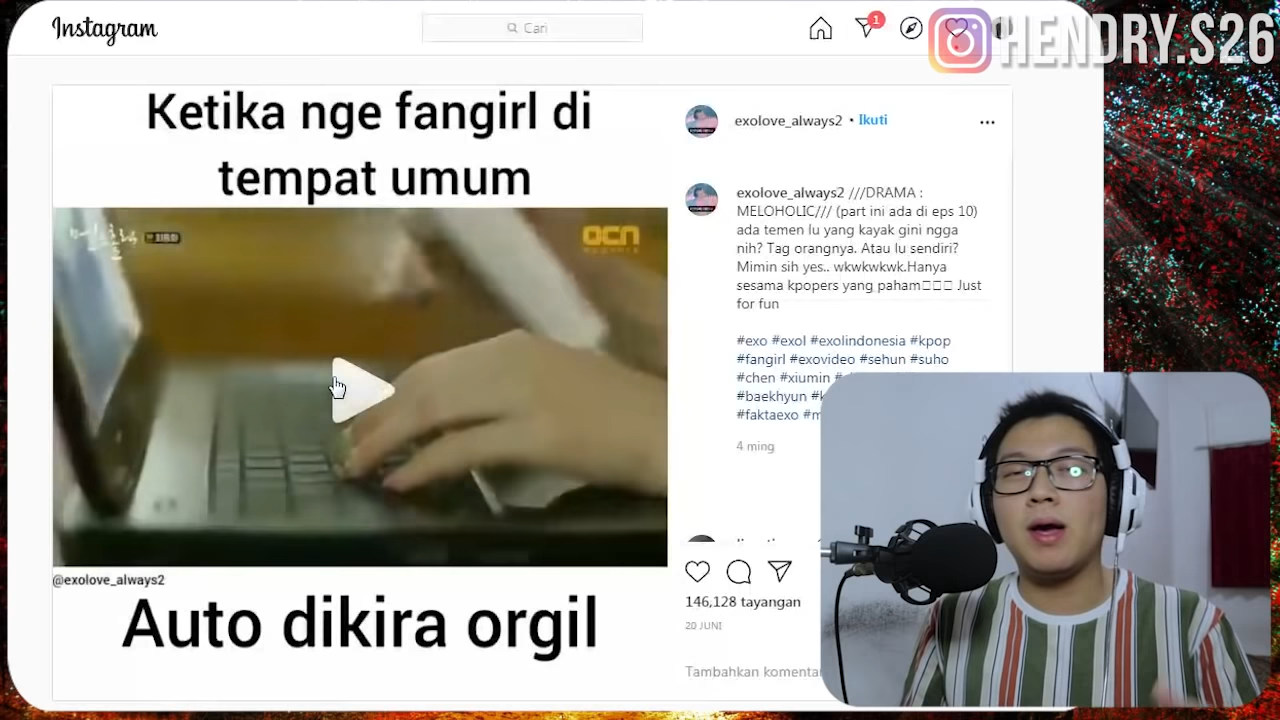 Instagram
Cari
1
HENDRY.S26
Ketika nge fangirl di
tempat umum
OCN
@exolove_always2
Auto dikira orgil
exolove_always2 • Ikuti
exolove_always2 ///DRAMA :
MELOHOLIC/// (part ini ada di eps 10)
ada temen lu yang kayak gini ngga
nih? Tag orangnya. Atau lu sendiri?
Mimin sih yes.. wkwkwkwk.Hanya
sesama kpopers yang paham□□□ Just
for fun
#exo #exol #exolindonesia #kpop
#fangirl #exovideo #sehun #suho
#chen #xiumin
#baekhyun
#faktaexo
4 ming
146,128 tayangan
20 JUNI
Tambahkan